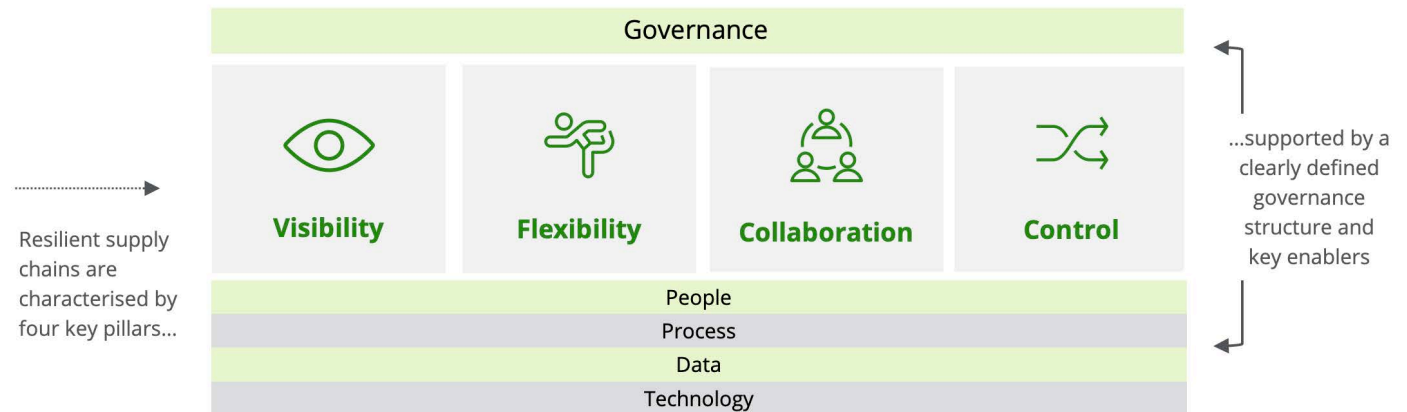 Governance
Resilient supply
chains are
characterised by
four key pillars...
Visibility
Flexibility
Collaboration
Control
...supported by a
clearly defined
governance
structure and
key enablers
People
Process
Data
Technology